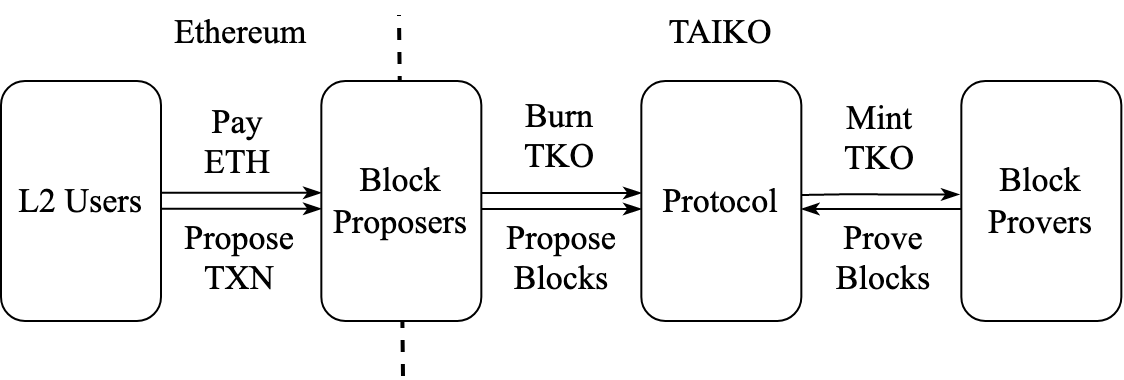 Ethereum
TAIKO
L2 Users
Pay
ETH
Propose
TXN
Block
Proposers
Burn
TKO
Propose
Blocks
Protocol
Mint
TKO
Prove
Blocks
Block
Provers